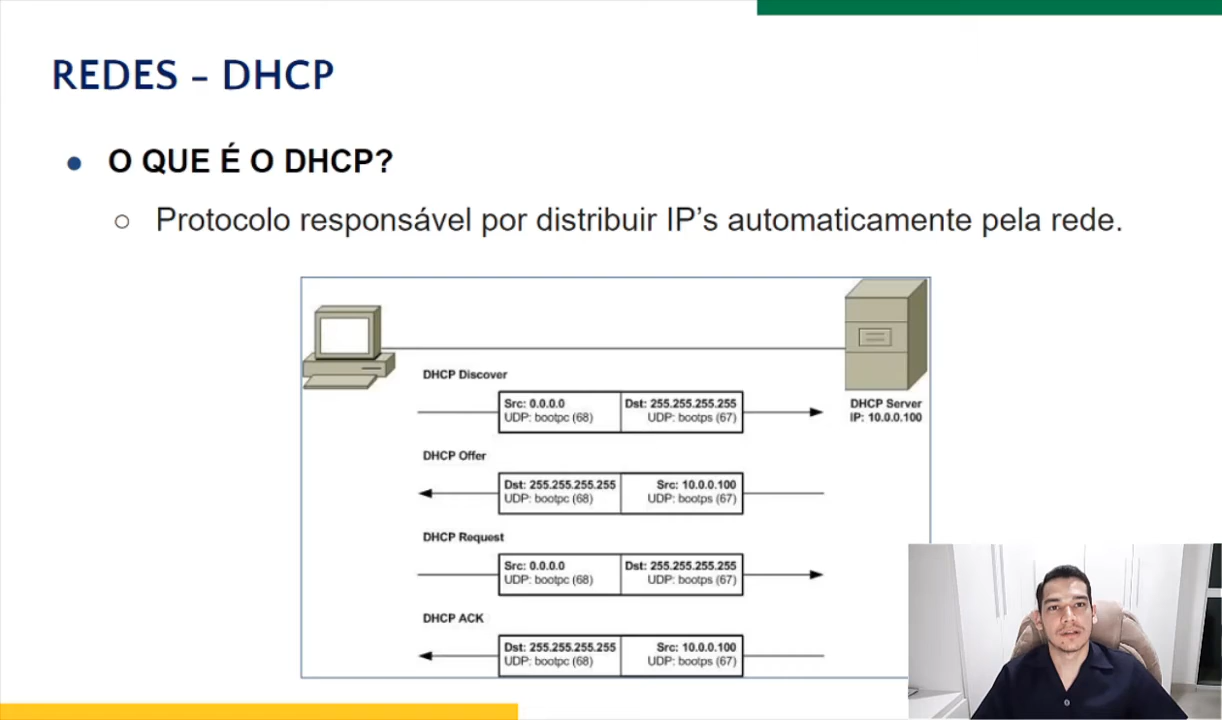 REDES – DHCP
● O QUE É O DHCP?
○ Protocolo responsável por distribuir IP’s automaticamente pela rede.
DHCP Discover
Src: 0.0.0.0 Dst: 255.255.255.255
UDP: bootpc (68) UDP: bootps (67)
DHCP Server
IP: 10.0.0.100
DHCP Offer
Dst: 255.255.255.255 Src: 10.0.0.100
UDP: bootpc (68) UDP: bootps (67)
DHCP Request
Src: 0.0.0.0 Dst: 255.255.255.255
UDP: bootpc (68) UDP: bootps (67)
DHCP ACK
Dst: 255.255.255.255 Src: 10.0.0.100
UDP: bootpc (68) UDP: bootps (67)